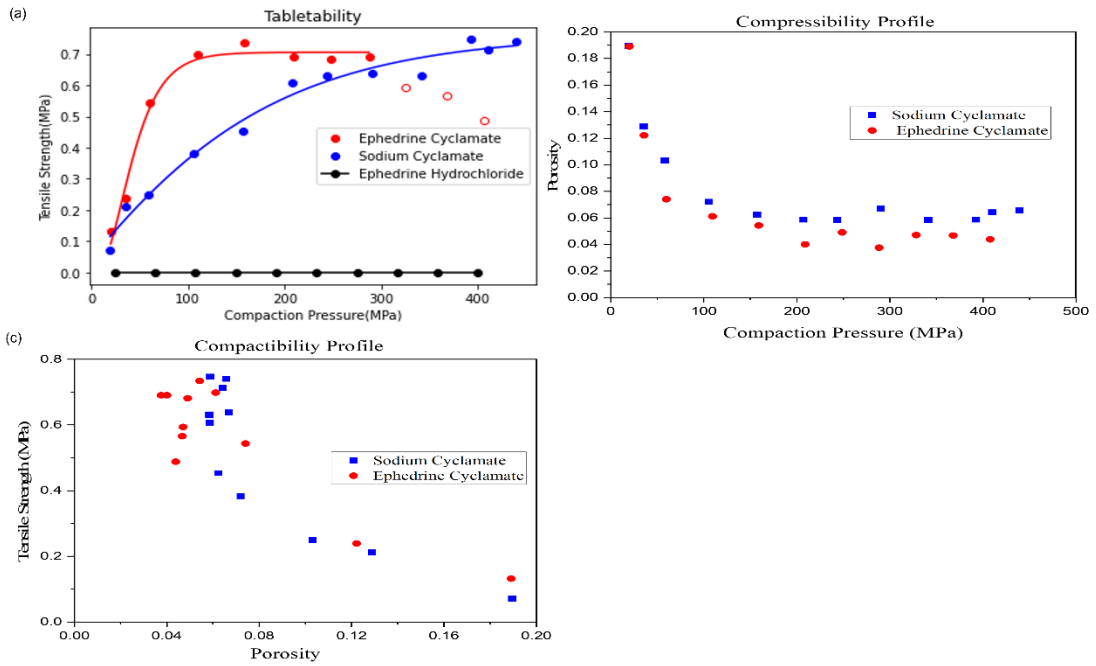 (a)
Tabletability
Tensile Strength(MPa)
0.7
0.6
0.5
0.4
0.3
0.2
0.1
0.0
Ephedrine Cyclamate
Sodium Cyclamate
Ephedrine Hydrochloride
0 100 200 300 400
Compaction Pressure(MPa)
Compressibility Profile
Porosity
0.20
0.18
0.16
0.14
0.12
0.10
0.08
0.06
0.04
0.02
0.00
Sodium Cyclamate
Ephedrine Cyclamate
0 100 200 300 400 500
Compaction Pressure (MPa)
(c)
Compactibility Profile
Tensile Strength (MPa)
0.8
0.6
0.4
0.2
0.0
Sodium Cyclamate
Ephedrine Cyclamate
0.00 0.04 0.08 0.12 0.16 0.20
Porosity